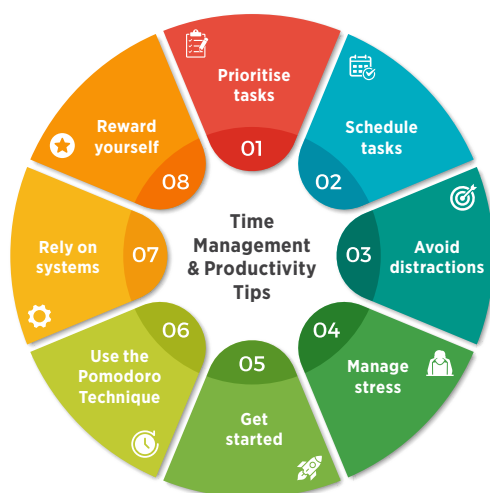 Time
Management
& Productivity
Tips
Prioritise
tasks
01
Schedule
tasks
02
Avoid
distractions
03
Manage
stress
04
Get
started
05
Use the
Pomodoro
Technique
06
Rely on
systems
07
Reward
yourself
08